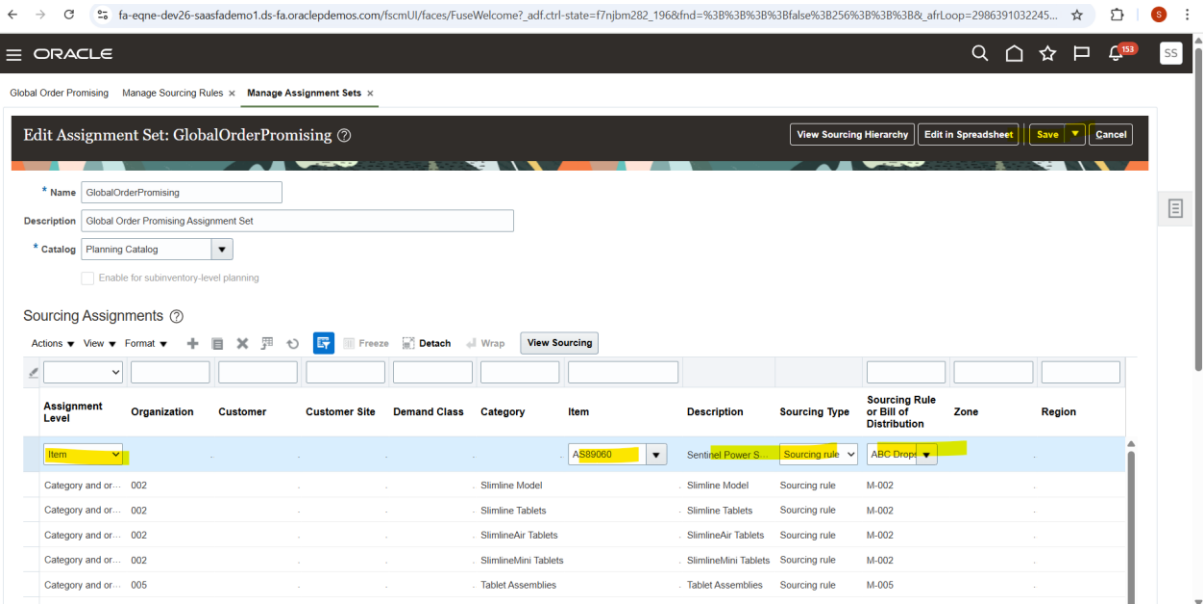 fa-eqne-dev26-saasfademo1.ds-fa.oraclepdemos.com/fscmUI/faces/FuseWelcome?_adf.ctrl-state=f7njbm282_196&fnd=%3B%3B%3B%3Bfalse%3B256%3B%3B%3B&_afrLoop=2986391032245... S
ORACLE 153 SS
Global Order Promising Manage Sourcing Rules × Manage Assignment Sets ×
Edit Assignment Set: GlobalOrderPromising View Sourcing Hierarchy Edit in Spreadsheet Save Cancel
* Name GlobalOrderPromising
Description Global Order Promising Assignment Set
* Catalog Planning Catalog
Enable for subinventory-level planning
Sourcing Assignments
Actions View Format Freeze Detach Wrap View Sourcing
Assignment Level Organization Customer Customer Site Demand Class Category Item Description Sourcing Type Sourcing Rule or Bill of Distribution Zone Region
Item AS89060 Sentinel Power S... Sourcing rule ABC Drops
Category and or... 002 Slimline Model Slimline Model Sourcing rule M-002
Category and or... 002 Slimline Tablets Slimline Tablets Sourcing rule M-002
Category and or... 002 SlimlineAir Tablets SlimlineAir Tablets Sourcing rule M-002
Category and or... 002 SlimlineMini Tablets SlimlineMini Tablets Sourcing rule M-002
Category and or... 005 Tablet Assemblies Tablet Assemblies Sourcing rule M-005